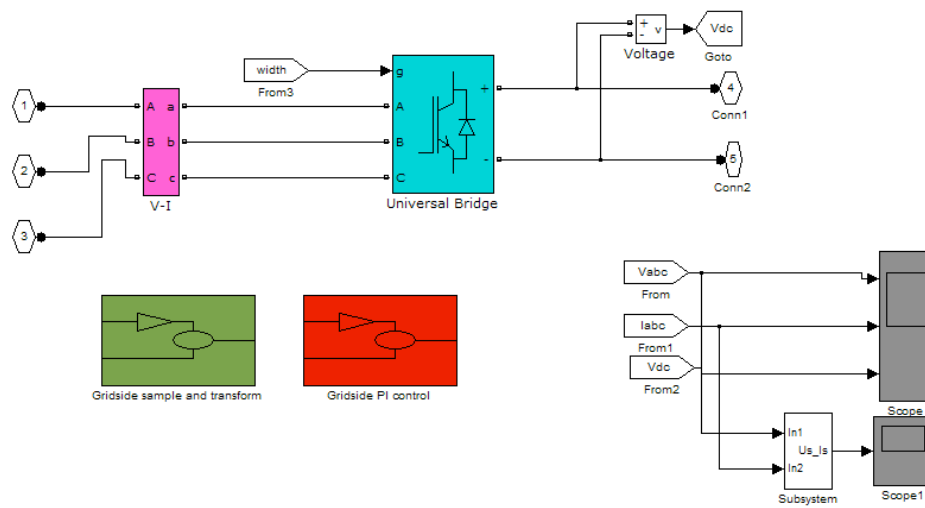 +
-
v
Vdc
Voltage
Goto
width
From3
g
1
A
a
A
+
4
Conn1
2
B
b
B
C
c
C
-
5
Conn2
V-I
Universal Bridge
3
Vabc
From
Iabc
From1
Vdc
From2
Scope
Gridside sample and transform
Gridside PI control
In1
Us_Is
In2
Subsystem
Scope1